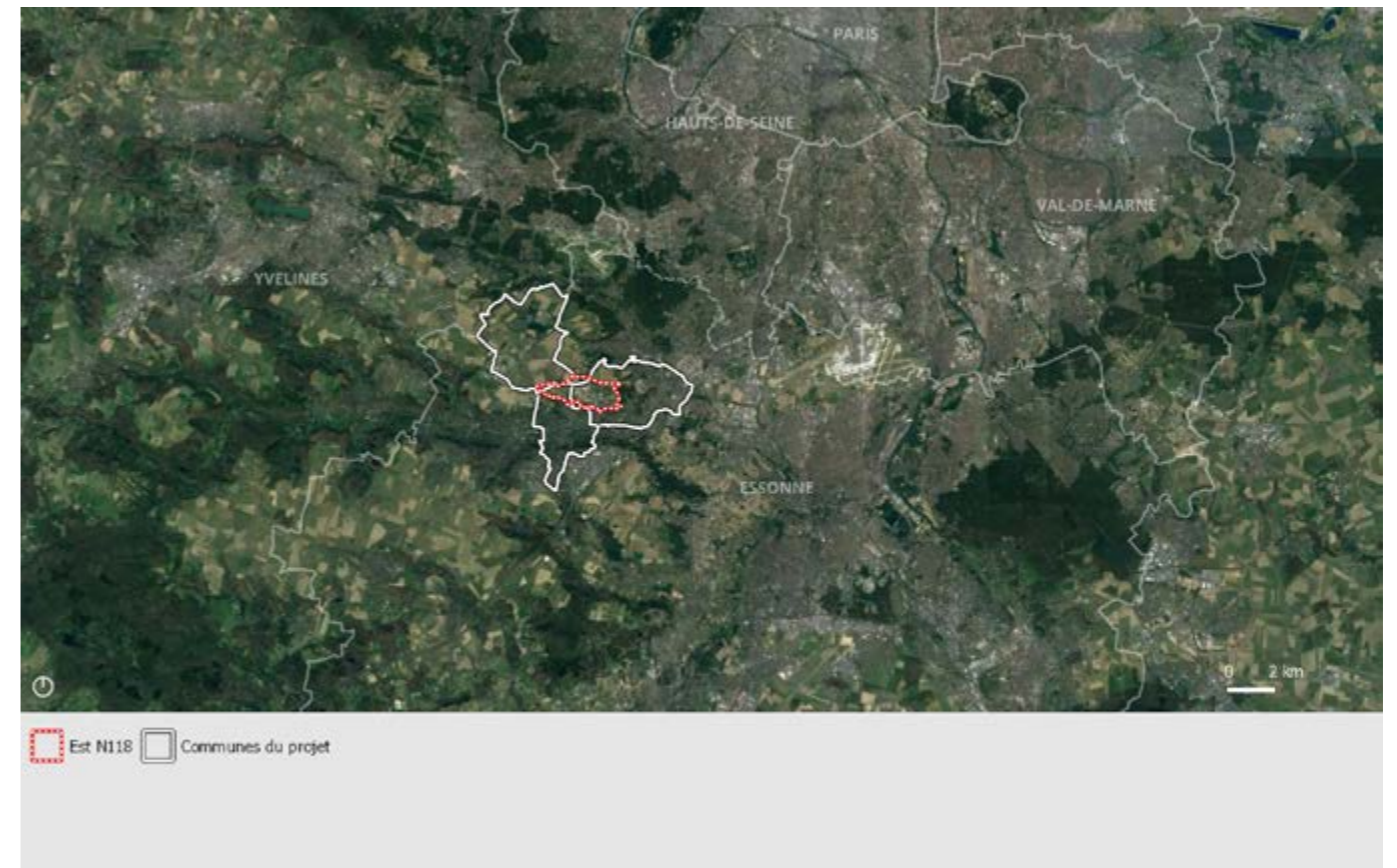 PARIS
HAUTS-DE-SEINE
VAL-DE-MARNE
YVELINES
ESSONNE
0 2 km
Est N118 Communes du projet